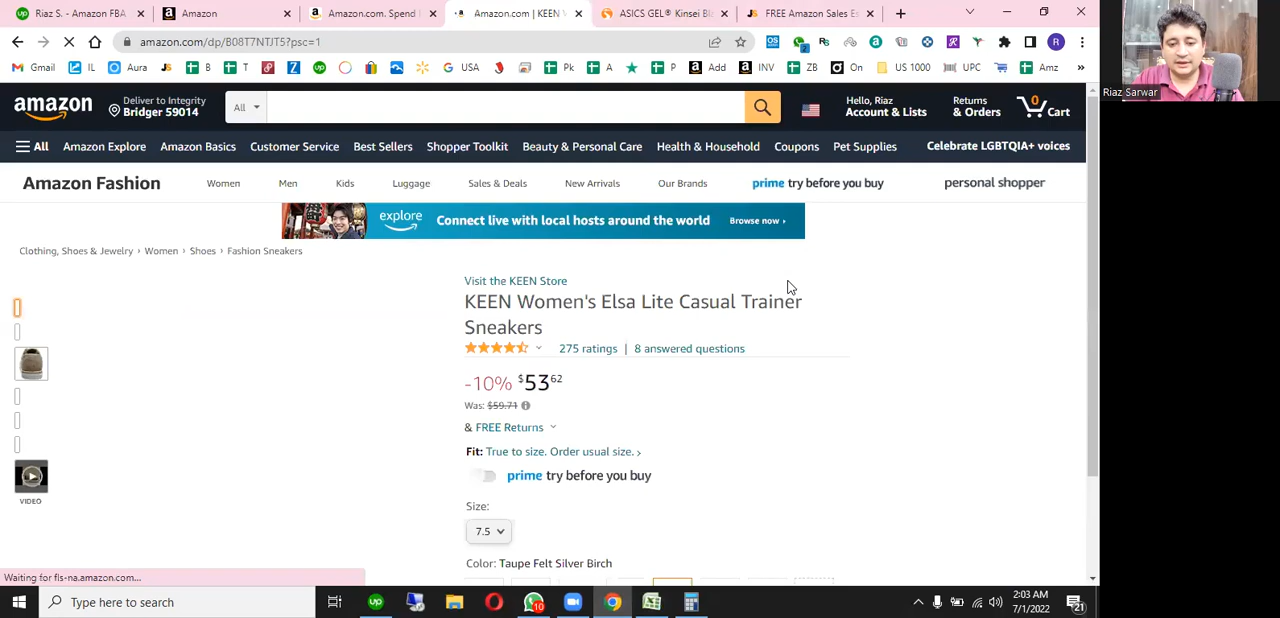 Riaz S. - Amazon FBA
Amazon
Amazon.com. Spend l
Amazon.com | KEEN W
ASICS GEL® Kinsei Bl
FREE Amazon Sales Es
amazon.com/dp/B08T7NTJT5?psc=1
Gmail IL Aura B T USA Pk A P Add INV ZB On US 1000 UPC Amz »
Riaz Sarwar
amazon
Deliver to Integrity
Bridger 59014
All
Hello, Riaz
Account & Lists
Returns
& Orders
0
Cart
All Amazon Explore Amazon Basics Customer Service Best Sellers Shopper Toolkit Beauty & Personal Care Health & Household Coupons Pet Supplies Celebrate LGBTQIA+ voices
Amazon Fashion Women Men Kids Luggage Sales & Deals New Arrivals Our Brands prime try before you buy personal shopper
explore Connect live with local hosts around the world Browse now ›
Clothing, Shoes & Jewelry › Women › Shoes › Fashion Sneakers
Visit the KEEN Store
KEEN Women's Elsa Lite Casual Trainer
Sneakers
275 ratings | 8 answered questions
-10% $53 62
Was: $59.71
& FREE Returns
Fit: True to size. Order usual size. ›
prime try before you buy
Size:
7.5
Color: Taupe Felt Silver Birch
VIDEO
Waiting for fls-na.amazon.com...
Type here to search
10
2:03 AM
7/1/2022
21